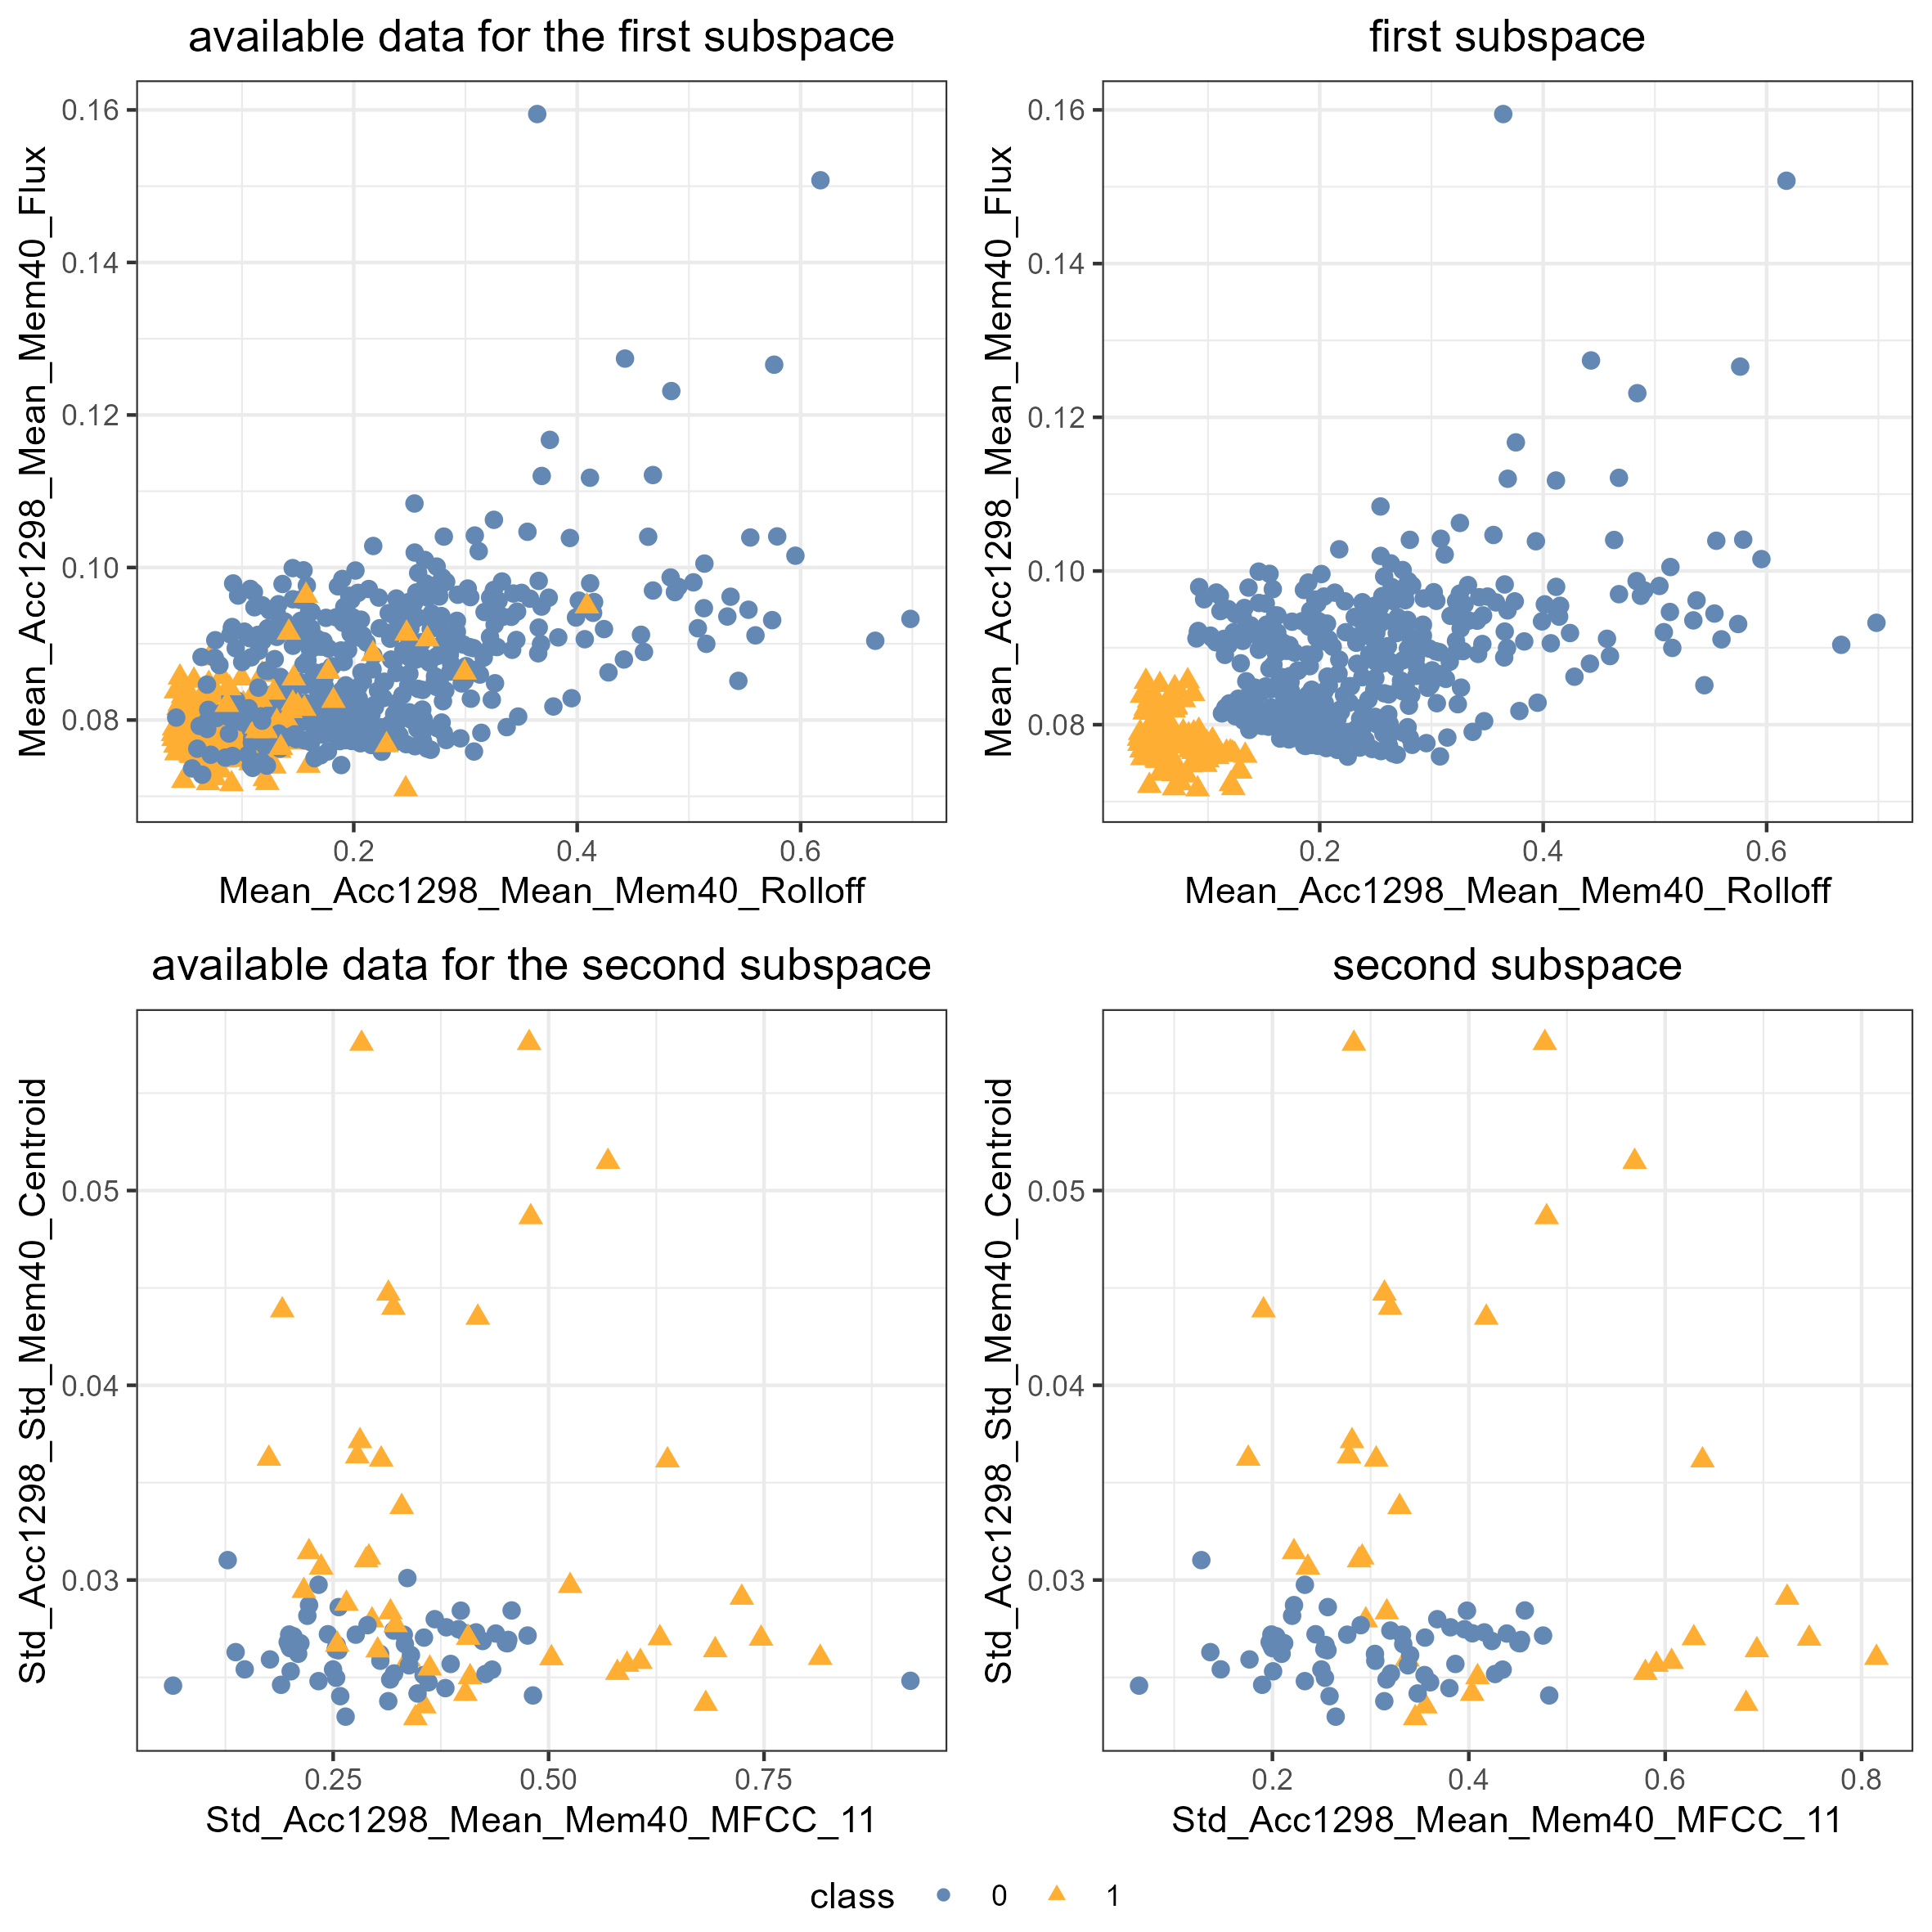 available data for the first subspace
Mean_Acc1298_Mean_Mem40_Flux
0.16
0.14
0.12
0.10
0.08
0.2 0.4 0.6
Mean_Acc1298_Mean_Mem40_Rolloff
first subspace
Mean_Acc1298_Mean_Mem40_Flux
0.16
0.14
0.12
0.10
0.08
0.2 0.4 0.6
Mean_Acc1298_Mean_Mem40_Rolloff
available data for the second subspace
Std_Acc1298_Std_Mem40_Centroid
0.05
0.04
0.03
0.25 0.50 0.75
Std_Acc1298_Mean_Mem40_MFCC_11
second subspace
Std_Acc1298_Std_Mem40_Centroid
0.05
0.04
0.03
0.2 0.4 0.6 0.8
Std_Acc1298_Mean_Mem40_MFCC_11
class 0 1